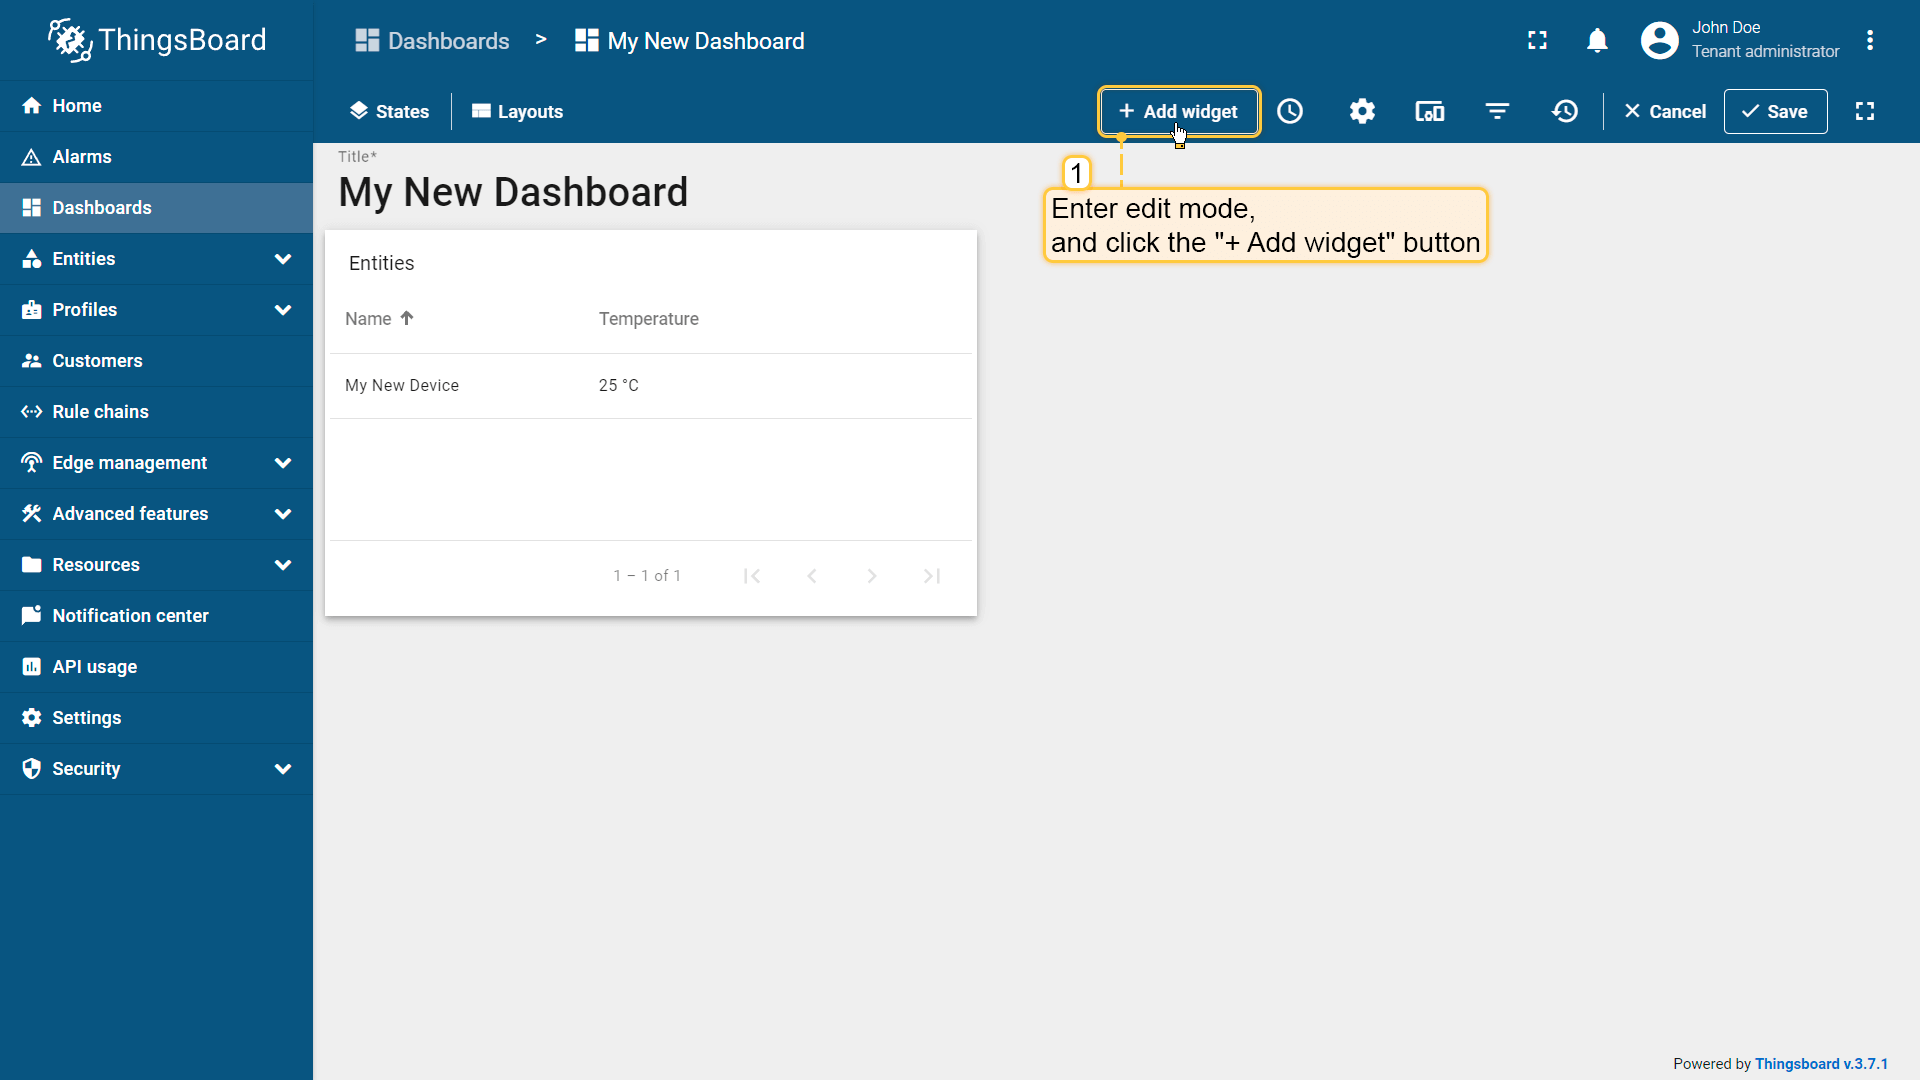 ThingsBoard
Dashboards > My New Dashboard
John Doe
Tenant administrator
Home
Alarms
Dashboards
Entities
Profiles
Customers
Rule chains
Edge management
Advanced features
Resources
Notification center
API usage
Settings
Security
States
Layouts
+ Add widget
Cancel
Save
Title*
My New Dashboard
1
Enter edit mode,
and click the "+ Add widget" button
Entities
Name Temperature
My New Device 25 °C
1 – 1 of 1
Powered by Thingsboard v.3.7.1